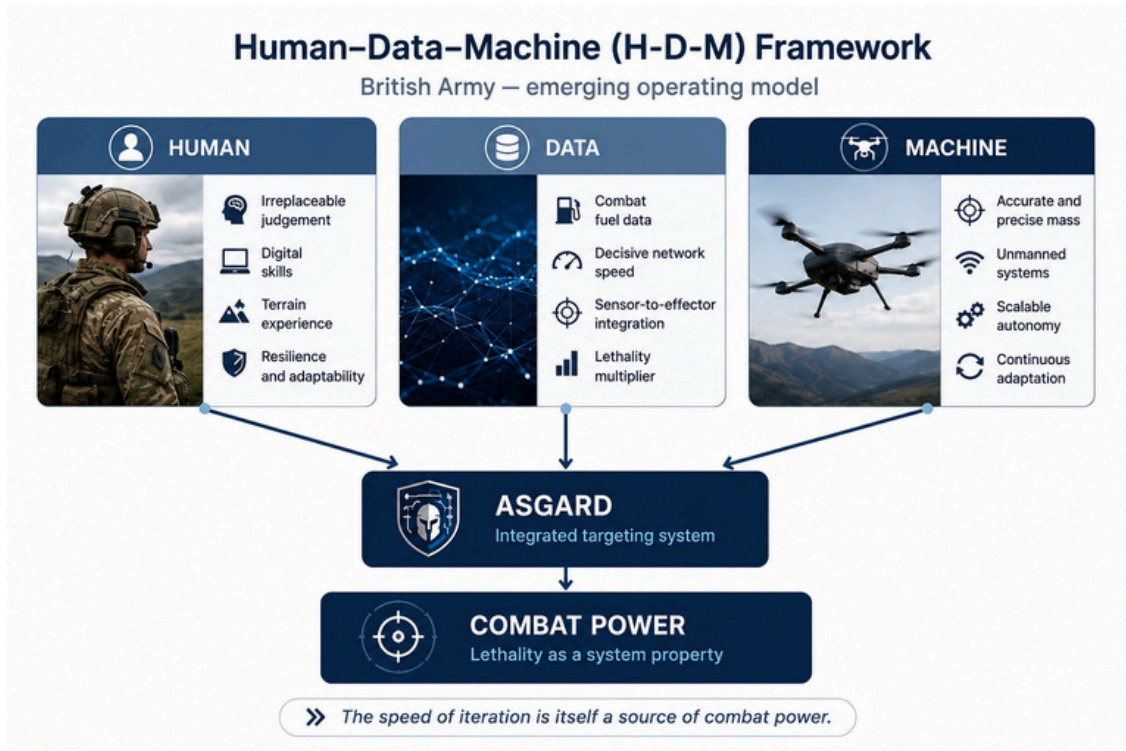 Human–Data–Machine (H-D-M) Framework
British Army — emerging operating model
HUMAN
Irreplaceable
judgement
Digital
skills
Terrain
experience
Resilience
and adaptability
DATA
Combat
fuel data
Decisive network
speed
Sensor-to-effector
integration
Lethality
multiplier
MACHINE
Accurate and
precise mass
Unmanned
systems
Scalable
autonomy
Continuous
adaptation
ASGARD
Integrated targeting system
COMBAT POWER
Lethality as a system property
The speed of iteration is itself a source of combat power.